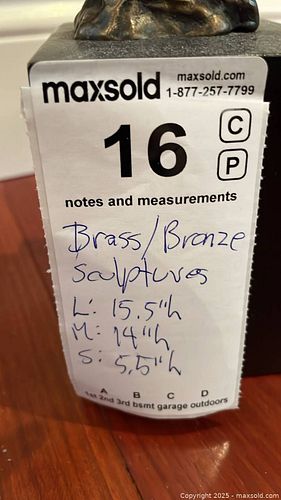 maxsold maxsold.com
1-877-257-7799
16 C
P
notes and measurements
Brass/Bronze
Sculptures
L: 15.5"h
M: 14"h
S: 5.5"h
A B C D
1st 2nd 3rd bsmt garage outdoors
Copyright © 2025 - maxsold.com